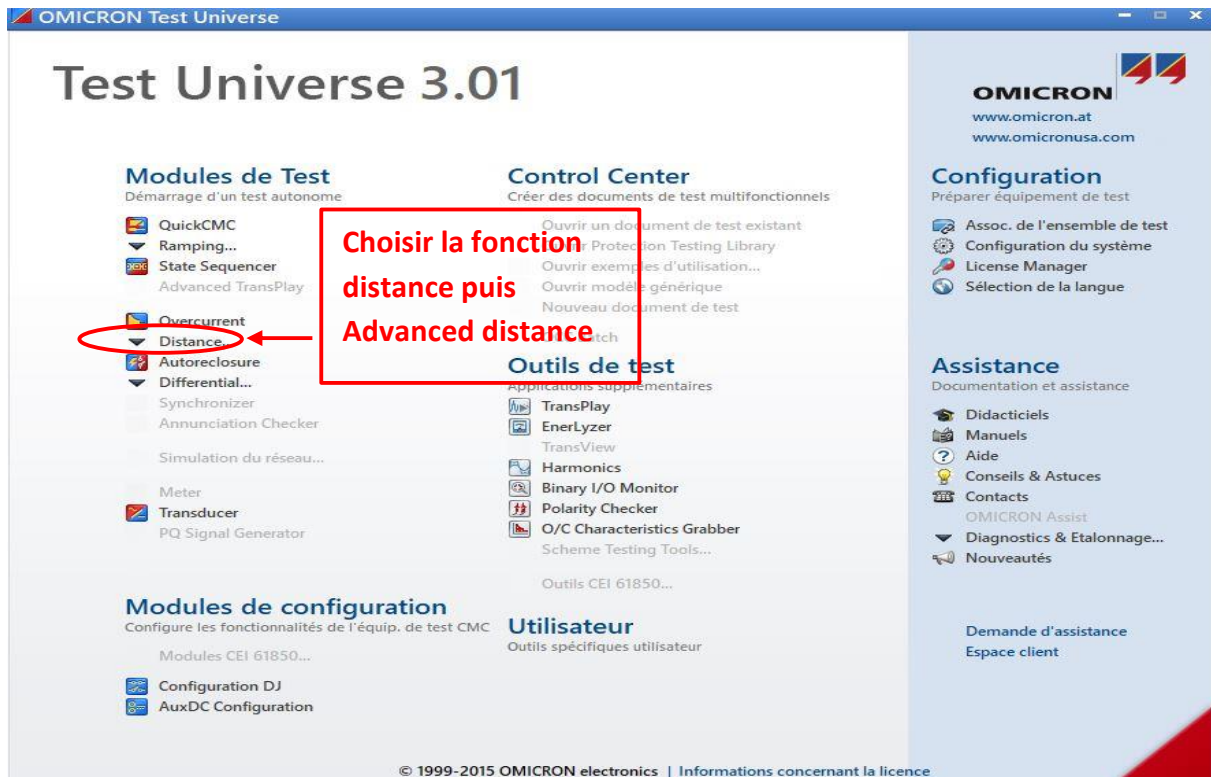 OMICRON Test Universe
Test Universe 3.01
OMICRON
www.omicron.at
www.omicronusa.com
Modules de Test
Démarrage d'un test autonome
QuickCMC
Ramping...
State Sequencer
Advanced TransPlay
Overcurrent
Distance...
Autoreclosure
Differential...
Synchronizer
Annunciation Checker
Simulation du réseau...
Meter
Transducer
PQ Signal Generator
Modules de configuration
Configure les fonctionnalités de l'équip. de test CMC
Modules CEI 61850...
Configuration DJ
AuxDC Configuration
Choisir la fonction
distance puis
Advanced distance
Control Center
Créer des documents de test multifonctionnels
Ouvrir un document de test existant
Protection Testing Library
Ouvrir exemples d'utilisation...
Ouvrir modèle générique
Nouveau document de test
Outils de test
Applications supplémentaires
TransPlay
EnerLyzer
TransView
Harmonics
Binary I/O Monitor
Polarity Checker
O/C Characteristics Grabber
Scheme Testing Tools...
Outils CEI 61850...
Utilisateur
Outils spécifiques utilisateur
Configuration
Préparer équipement de test
Assoc. de l'ensemble de test
Configuration du système
License Manager
Sélection de la langue
Assistance
Documentation et assistance
Didacticiels
Manuels
Aide
Conseils & Astuces
Contacts
OMICRON Assist
Diagnostics & Etalonnage...
Nouveautés
Demande d'assistance
Espace client
© 1999-2015 OMICRON electronics | Informations concernant la licence